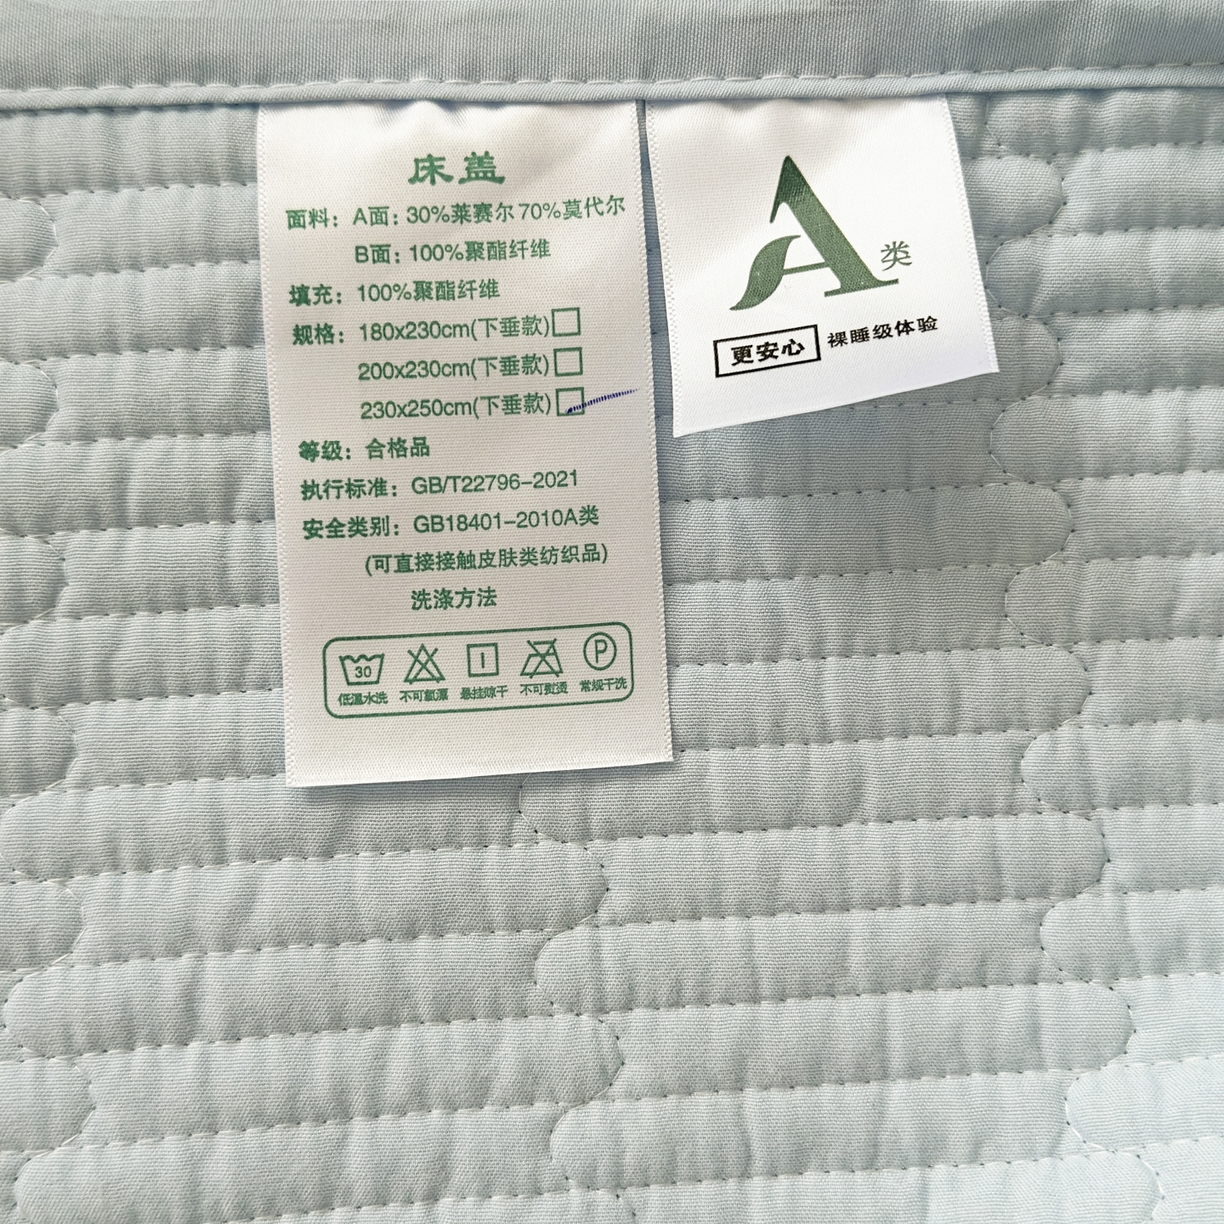 床盖
面料：A面：30%莱赛尔 70%莫代尔
B面：100%聚酯纤维
填充：100%聚酯纤维
规格：180x230cm(下垂款)
200x230cm(下垂款)
230x250cm(下垂款)
等级：合格品
执行标准：GB/T22796-2021
安全类别：GB18401-2010A类
(可直接接触皮肤类纺织品)
洗涤方法
30 P
低温水洗 不可氯漂 悬挂晾干 不可熨烫 常规干洗
A类
更安心 裸睡级体验